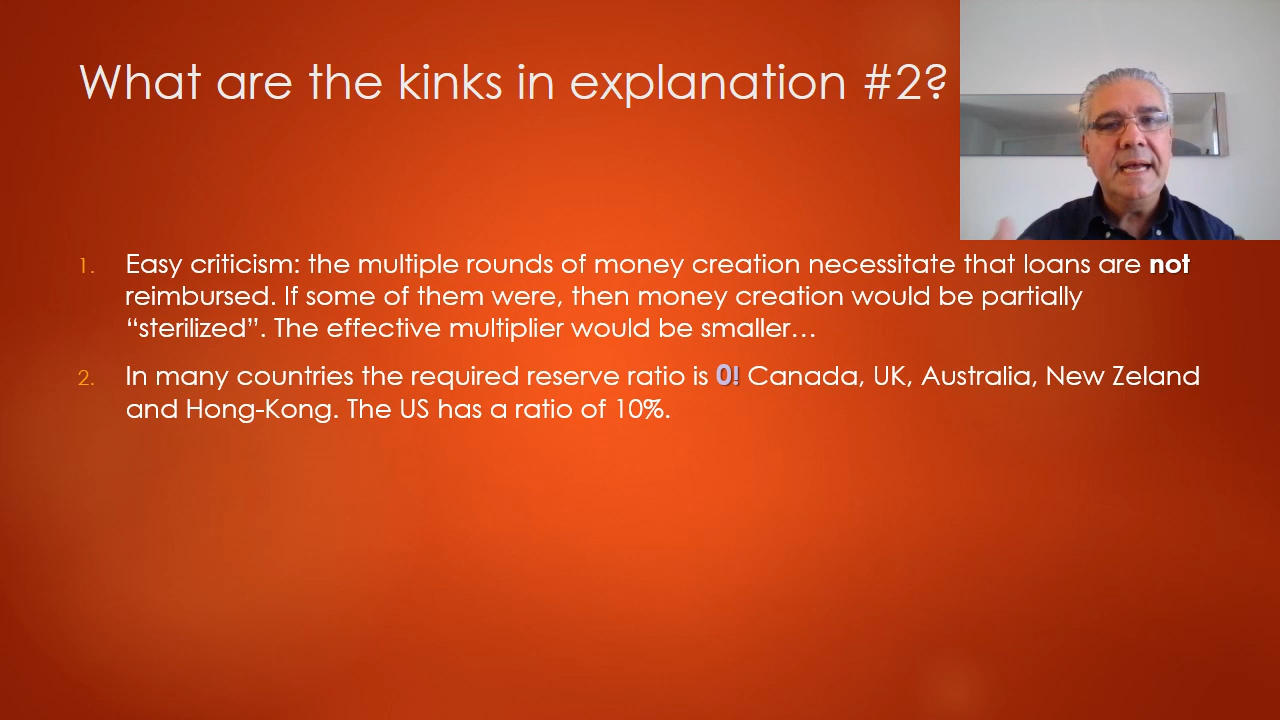 What are the kinks in explanation #2?
1. Easy criticism: the multiple rounds of money creation necessitate that loans are not
reimbursed. If some of them were, then money creation would be partially
“sterilized”. The effective multiplier would be smaller…
2. In many countries the required reserve ratio is 0! Canada, UK, Australia, New Zeland
and Hong-Kong. The US has a ratio of 10%.